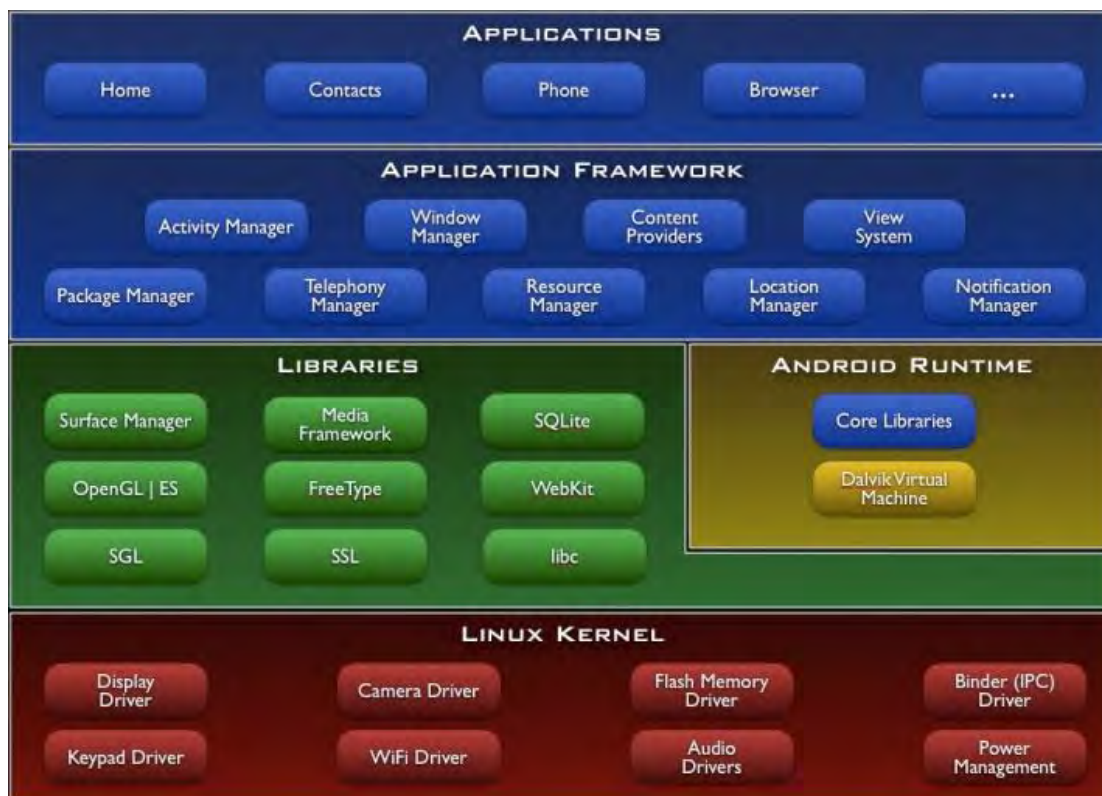 APPLICATIONS
Home
Contacts
Phone
Browser
...
APPLICATION FRAMEWORK
Activity Manager
Window
Manager
Content
Providers
View
System
Package Manager
Telephony
Manager
Resource
Manager
Location
Manager
Notification
Manager
LIBRARIES
Surface Manager
Media
Framework
SQLite
OpenGL | ES
FreeType
WebKit
SGL
SSL
libc
ANDROID RUNTIME
Core Libraries
Dalvik Virtual
Machine
LINUX KERNEL
Display
Driver
Camera Driver
Flash Memory
Driver
Binder (IPC)
Driver
Keypad Driver
WiFi Driver
Audio
Drivers
Power
Management